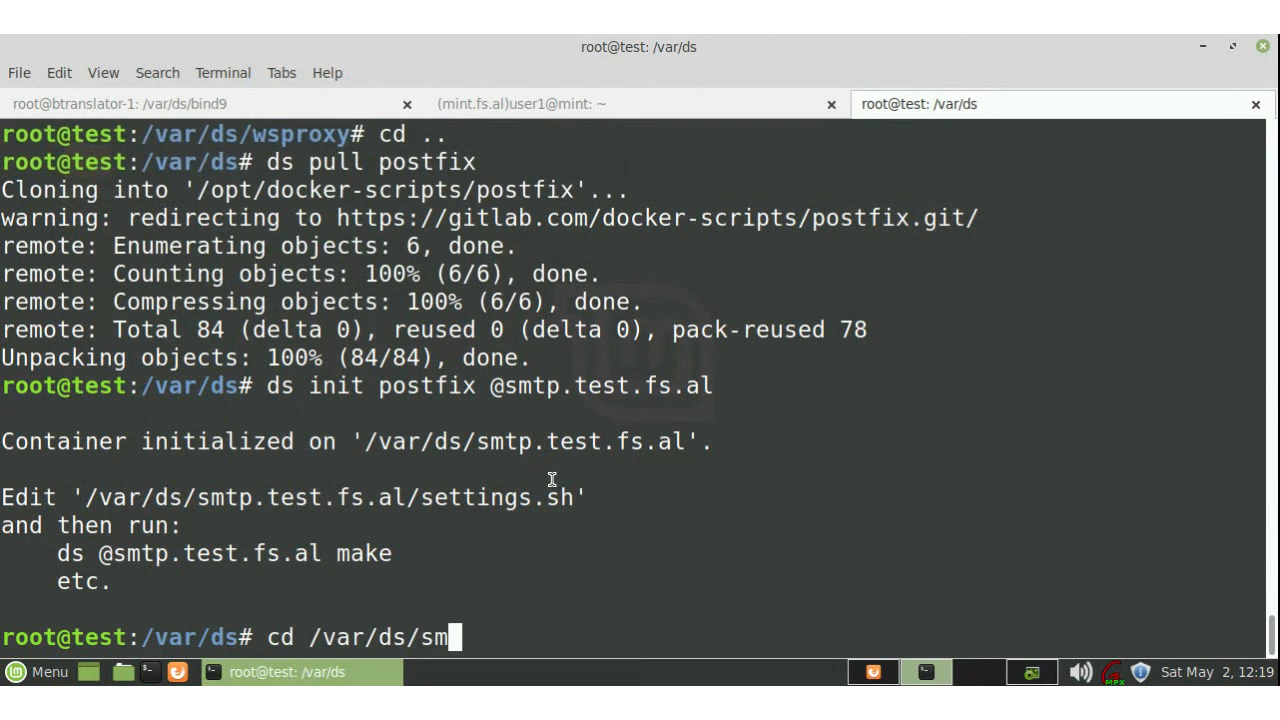 root@test: /var/ds
File Edit View Search Terminal Tabs Help
root@btranslator-1: /var/ds/bind9
(mint.fs.al)user1@mint: ~
root@test: /var/ds
root@test:/var/ds/wsproxy# cd ..
root@test:/var/ds# ds pull postfix
Cloning into '/opt/docker-scripts/postfix'...
warning: redirecting to https://gitlab.com/docker-scripts/postfix.git/
remote: Enumerating objects: 6, done.
remote: Counting objects: 100% (6/6), done.
remote: Compressing objects: 100% (6/6), done.
remote: Total 84 (delta 0), reused 0 (delta 0), pack-reused 78
Unpacking objects: 100% (84/84), done.
root@test:/var/ds# ds init postfix @smtp.test.fs.al
Container initialized on '/var/ds/smtp.test.fs.al'.
Edit '/var/ds/smtp.test.fs.al/settings.sh'
and then run:
    ds @smtp.test.fs.al make
    etc.
root@test:/var/ds# cd /var/ds/sm
Menu
root@test: /var/ds
MPX
Sat May 2, 12:19